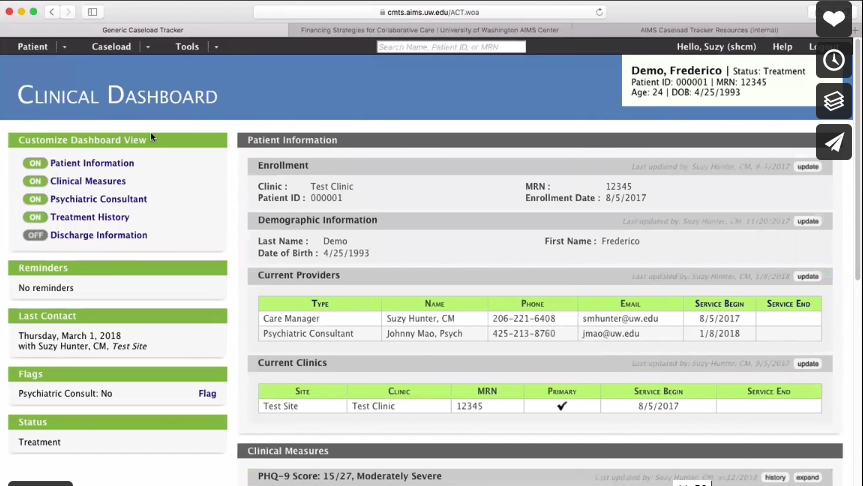 cmts.aims.uw.edu/ACT.woa
Generic Caseload Tracker
Financing Strategies for Collaborative Care | University of Washington AIMS Center
AIMS Caseload Tracker Resources (internal)
Patient Caseload Tools
Search Name, Patient ID, or MRN
Hello, Suzy (shcm) Help
Demo, Frederico | Status: Treatment
Patient ID: 000001 | MRN: 12345
Age: 24 | DOB: 4/25/1993
Clinical Dashboard
Customize Dashboard View
ON Patient Information
ON Clinical Measures
ON Psychiatric Consultant
ON Treatment History
OFF Discharge Information
Reminders
No reminders
Last Contact
Thursday, March 1, 2018
with Suzy Hunter, CM, Test Site
Flags
Psychiatric Consult: No Flag
Status
Treatment
Patient Information
Enrollment Last updated by: Suzy Hunter, CM, update
Clinic : Test Clinic MRN : 12345
Patient ID : 000001 Enrollment Date : 8/5/2017
Demographic Information Last updated by: Suzy Hunter, CM, 11/20/2017 update
Last Name : Demo First Name : Frederico
Date of Birth : 4/25/1993
Current Providers Last updated by: Suzy Hunter, CM, 1/8/2018 update
Type Name Phone Email Service Begin Service End
Care Manager Suzy Hunter, CM 206-221-6408 smhunter@uw.edu 8/5/2017
Psychiatric Consultant Johnny Mao, Psych 425-213-8760 jmao@uw.edu 1/8/2018
Current Clinics Last updated by: Suzy Hunter, CM, update
Site Clinic MRN Primary Service Begin Service End
Test Site Test Clinic 12345 ✔ 8/5/2017
Clinical Measures
PHQ-9 Score: 15/27, Moderately Severe Last updated by: Suzy Hunter, CM, history expand